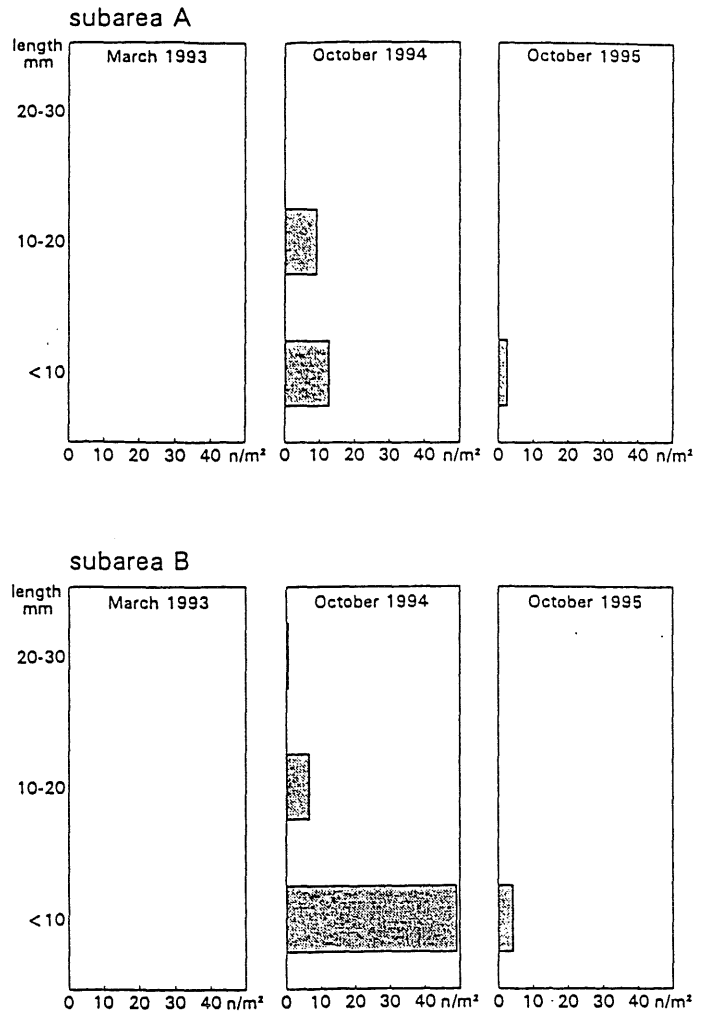 subarea A
length
mm
March 1993
October 1994
October 1995
20-30
10-20
<10
0 10 20 30 40 n/m²
0 10 20 30 40 n/m²
0 10 20 30 40 n/m²
subarea B
length
mm
March 1993
October 1994
October 1995
20-30
10-20
<10
0 10 20 30 40 n/m²
0 10 20 30 40 n/m²
0 10 20 30 40 n/m²